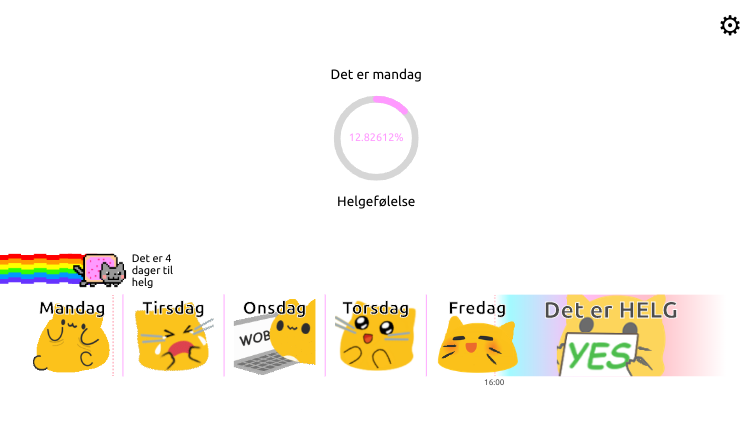 Det er mandag
12.82612%
Helgefølelse
Det er 4
dager til
helg
Mandag
Tirsdag
Onsdag
Torsdag
Fredag
Det er HELG
WOB
YES
16:00